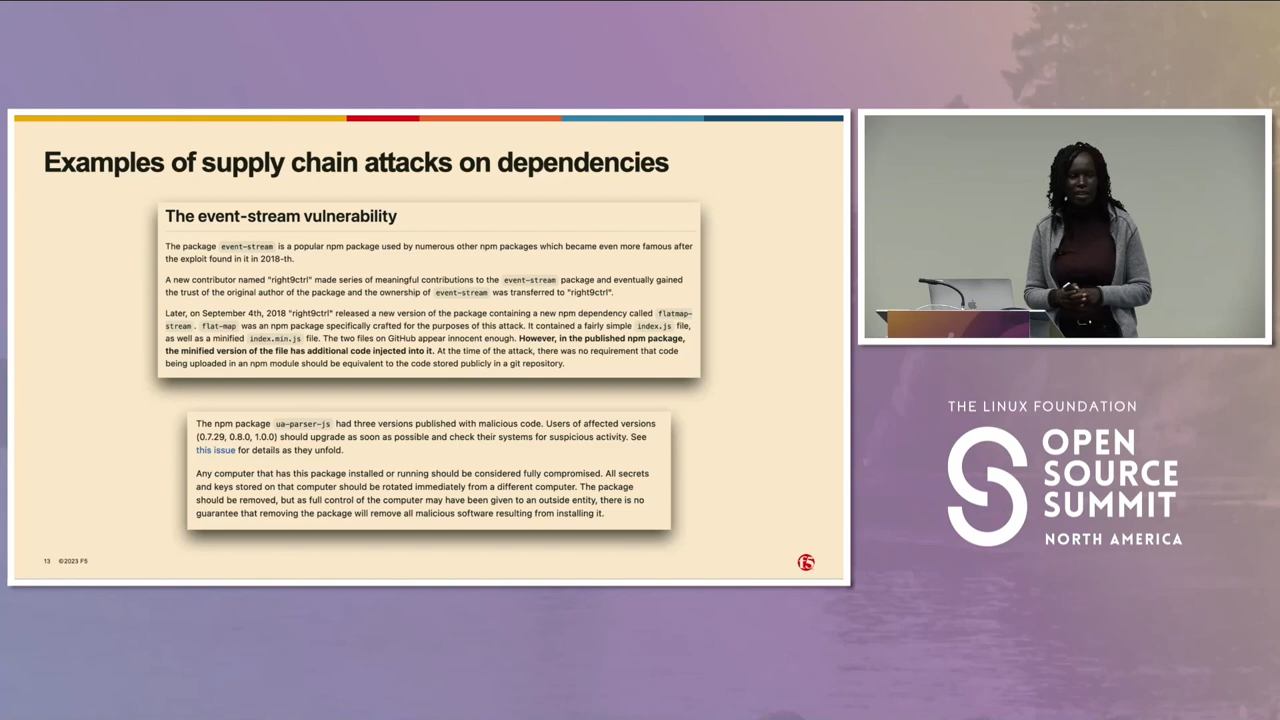 Examples of supply chain attacks on dependencies
The event-stream vulnerability
The package event-stream is a popular npm package used by numerous other npm packages which became even more famous after
the exploit found in it in 2018-th.
A new contributor named "right9ctrl" made series of meaningful contributions to the event-stream package and eventually gained
the trust of the original author of the package and the ownership of event-stream was transferred to "right9ctrl".
Later, on September 4th, 2018 "right9ctrl" released a new version of the package containing a new npm dependency called flatmap-
stream. flat-map was an npm package specifically crafted for the purposes of this attack. It contained a fairly simple index.js file,
as well as a minified index.min.js file. The two files on GitHub appear innocent enough. However, in the published npm package,
the minified version of the file has additional code injected into it. At the time of the attack, there was no requirement that code
being uploaded in an npm module should be equivalent to the code stored publicly in a git repository.
The npm package ua-parser-js had three versions published with malicious code. Users of affected versions
(0.7.29, 0.8.0, 1.0.0) should upgrade as soon as possible and check their systems for suspicious activity. See
this issue for details as they unfold.
Any computer that has this package installed or running should be considered fully compromised. All secrets
and keys stored on that computer should be rotated immediately from a different computer. The package
should be removed, but as full control of the computer may have been given to an outside entity, there is no
guarantee that removing the package will remove all malicious software resulting from installing it.
13 ©2023 F5
f5
THE LINUX FOUNDATION
OPEN
SOURCE
SUMMIT
NORTH AMERICA